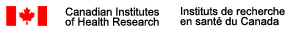 Canadian Institutes
of Health Research
Instituts de recherche
en santé du Canada